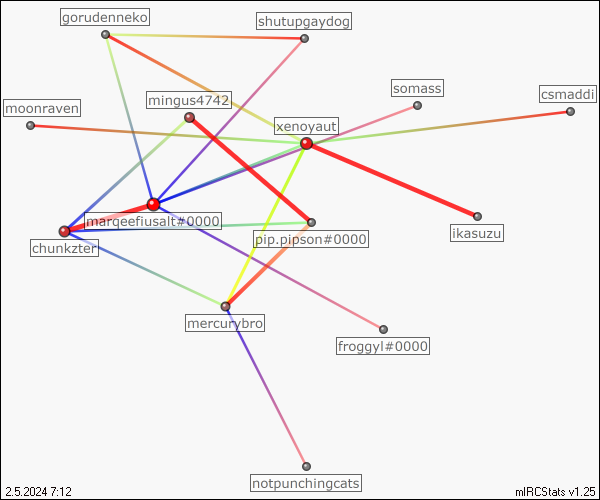 gorudenneko
shutupgaydog
somass
csmaddi
mingus4742
moonraven
xenoyaut
marqeefiusalt#0000
chunkzter
pip.pipson#0000
ikasuzu
mercurybro
froggyl#0000
notpunchingcats
2.5.2024 7:12
mIRCStats v1.25